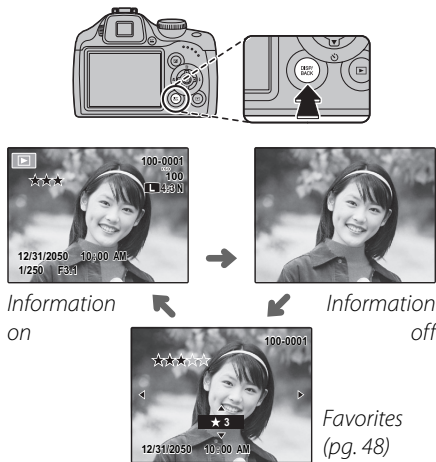 DISP/
BACK
100-0001
ISO
100
★★★
L 4:3 N
12/31/2050 10:00 AM
1/250 F3.1
Information
on
Information
off
100-0001
★ 3
12/31/2050 10:00 AM
Favorites
(pg. 48)